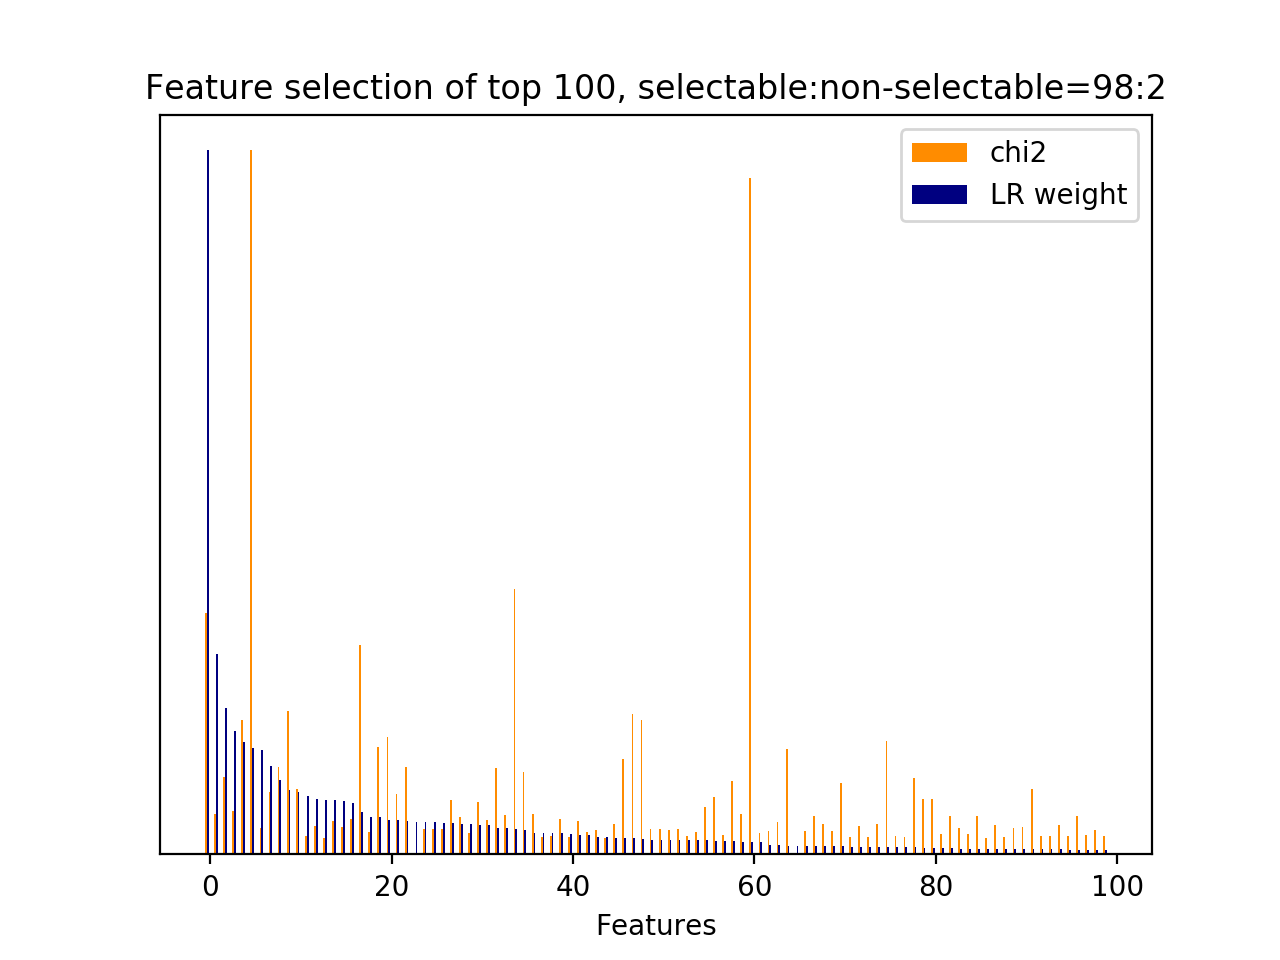 Feature selection of top 100, selectable:non-selectable=98:2
chi2
LR weight
0 20 40 60 80 100
Features